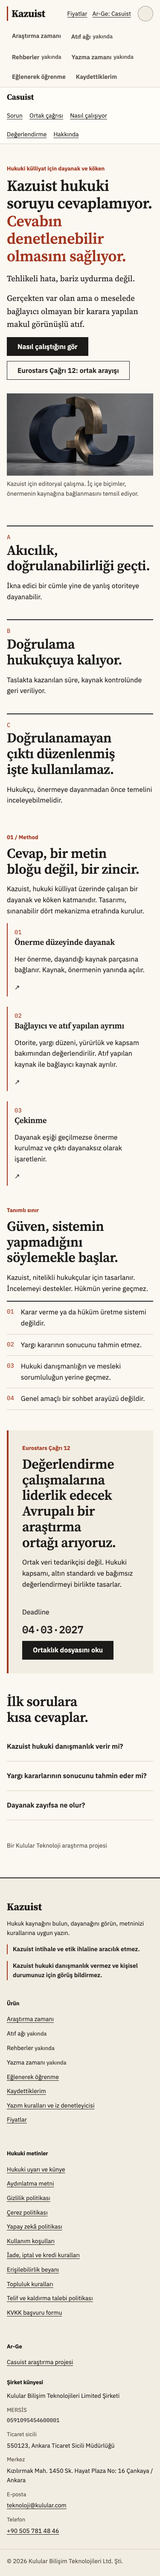 Kazuist
Fiyatlar
Ar-Ge: Casuist
Araştırma zamanı
Atıf ağı yakında
Rehberler yakında
Yazma zamanı yakında
Eğlenerek öğrenme
Kaydettiklerim
Casuist
Sorun
Ortak çağrısı
Nasıl çalışıyor
Değerlendirme
Hakkında
Hukuki külliyat için dayanak ve köken
Kazuist hukuki
soruyu cevaplamıyor.
Cevabın
denetlenebilir
olmasını sağlıyor.
Tehlikeli hata, bariz uydurma değil.
Gerçekten var olan ama o meselede
bağlayıcı olmayan bir karara yapılan
makul görünüşlü atıf.
Nasıl çalıştığını gör
Eurostars Çağrı 12: ortak arayışı
Kazuist için editoryal çalışma. İç içe biçimler,
önermenin kaynağına bağlanmasını temsil ediyor.
A
Akıcılık,
doğrulanabilirliği geçti.
İkna edici bir cümle yine de yanlış otoriteye
dayanabilir.
B
Doğrulama
hukukçuya kalıyor.
Taslakta kazanılan süre, kaynak kontrolünde
geri veriliyor.
C
Doğrulanamayan
çıktı düzenlenmiş
işte kullanılamaz.
Hukukçu, önermeye dayanmadan önce temelini
inceleyebilmelidir.
01 / Method
Cevap, bir metin
bloğu değil, bir zincir.
Kazuist, hukuki külliyat üzerinde çalışan bir
dayanak ve köken katmanıdır. Tasarımı,
sınanabilir dört mekanizma etrafında kurulur.
01
Önerme düzeyinde dayanak
Her önerme, dayandığı kaynak parçasına
bağlanır. Kaynak, önermenin yanında açılır.
↗
02
Bağlayıcı ve atıf yapılan ayrımı
Otorite, yargı düzeni, yürürlük ve kapsam
bakımından değerlendirilir. Atıf yapılan
kaynak ile bağlayıcı kaynak ayrılır.
↗
03
Çekinme
Dayanak eşiği geçilmezse önerme
kurulmaz ve çıktı dayanaksız olarak
işaretlenir.
↗
Tanımlı sınır
Güven, sistemin
yapmadığını
söylemekle başlar.
Kazuist, nitelikli hukukçular için tasarlanır.
İncelemeyi destekler. Hükmün yerine geçmez.
01 Karar verme ya da hüküm üretme sistemi
değildir.
02 Yargı kararının sonucunu tahmin etmez.
03 Hukuki danışmanlığın ve mesleki
sorumluluğun yerine geçmez.
04 Genel amaçlı bir sohbet arayüzü değildir.
Eurostars Çağrı 12
Değerlendirme
çalışmalarına
liderlik edecek
Avrupalı bir
araştırma
ortağı arıyoruz.
Ortak veri tedarikçisi değil. Hukuki
kapsamı, altın standardı ve bağımsız
değerlendirmeyi birlikte tasarlar.
Deadline
04·03·2027
Ortaklık dosyasını oku
İlk sorulara
kısa cevaplar.
Kazuist hukuki danışmanlık verir mi?
Yargı kararlarının sonucunu tahmin eder mi?
Dayanak zayıfsa ne olur?
Bir Kulular Teknoloji araştırma projesi
Kazuist
Hukuk kaynağını bulun, dayanağını görün, metninizi
kurallarına uygun yazın.
Kazuist intihale ve etik ihlaline aracılık etmez.
Kazuist hukuki danışmanlık vermez ve kişisel
durumunuz için görüş bildirmez.
Ürün
Araştırma zamanı
Atıf ağı yakında
Rehberler yakında
Yazma zamanı yakında
Eğlenerek öğrenme
Kaydettiklerim
Yazım kuralları ve iz denetleyicisi
Fiyatlar
Hukuki metinler
Hukuki uyarı ve künye
Aydınlatma metni
Gizlilik politikası
Çerez politikası
Yapay zekâ politikası
Kullanım koşulları
İade, iptal ve kredi kuralları
Erişilebilirlik beyanı
Topluluk kuralları
Telif ve kaldırma talebi politikası
KVKK başvuru formu
Ar-Ge
Casuist araştırma projesi
Şirket künyesi
Kulular Bilişim Teknolojileri Limited Şirketi
MERSİS
0591095454600001
Ticaret sicili
550123, Ankara Ticaret Sicili Müdürlüğü
Merkez
Kızılırmak Mah. 1450 Sk. Hayat Plaza No: 16 Çankaya /
Ankara
E-posta
teknoloji@kulular.com
Telefon
+90 505 781 48 46
© 2026 Kulular Bilişim Teknolojileri Ltd. Şti.